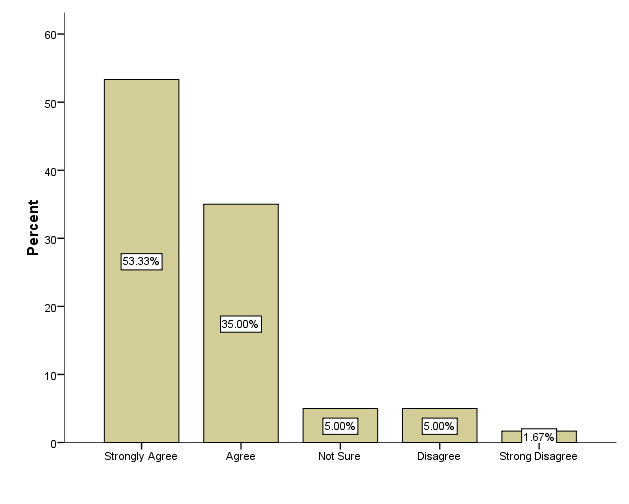 60
50
40
30
20
10
0
Percent
53.33%
35.00%
5.00%
5.00%
1.67%
Strongly Agree
Agree
Not Sure
Disagree
Strong Disagree